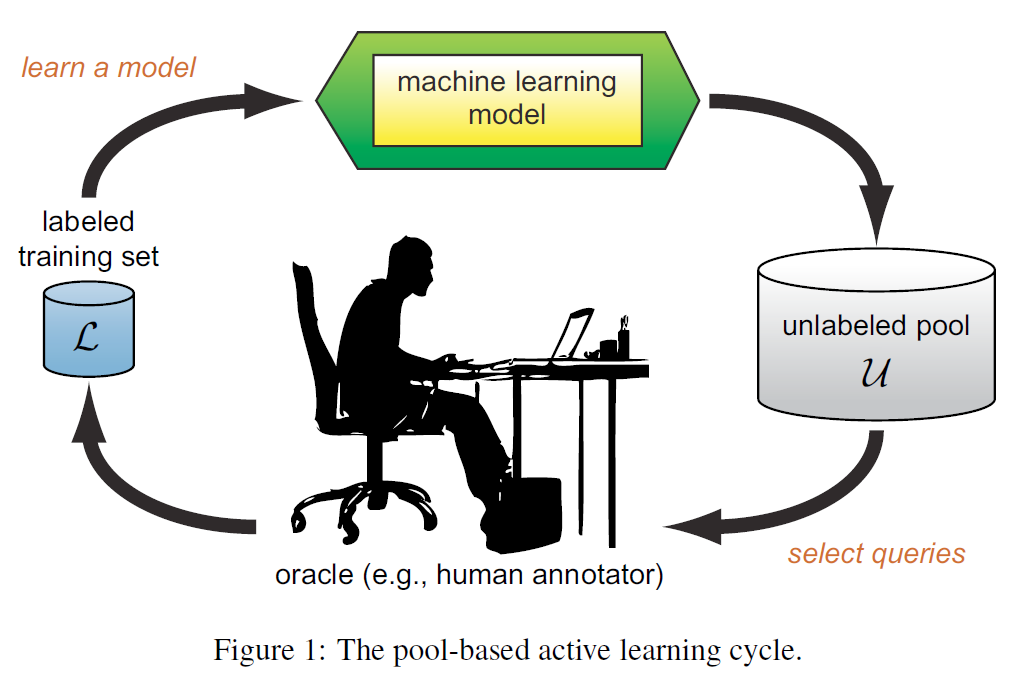 learn a model
machine learning
model
labeled
training set
ℒ
unlabeled pool
𝒰
select queries
oracle (e.g., human annotator)
Figure 1: The pool-based active learning cycle.